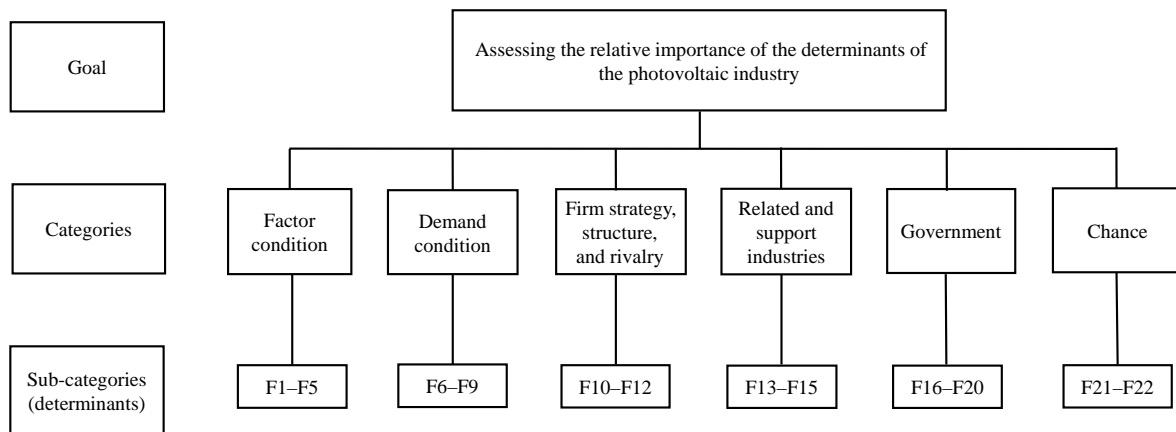 Goal
Assessing the relative importance of the determinants of
the photovoltaic industry
Categories
Factor
condition
Demand
condition
Firm strategy,
structure,
and rivalry
Related and
support
industries
Government
Chance
Sub-categories
(determinants)
F1–F5
F6–F9
F10–F12
F13–F15
F16–F20
F21–F22